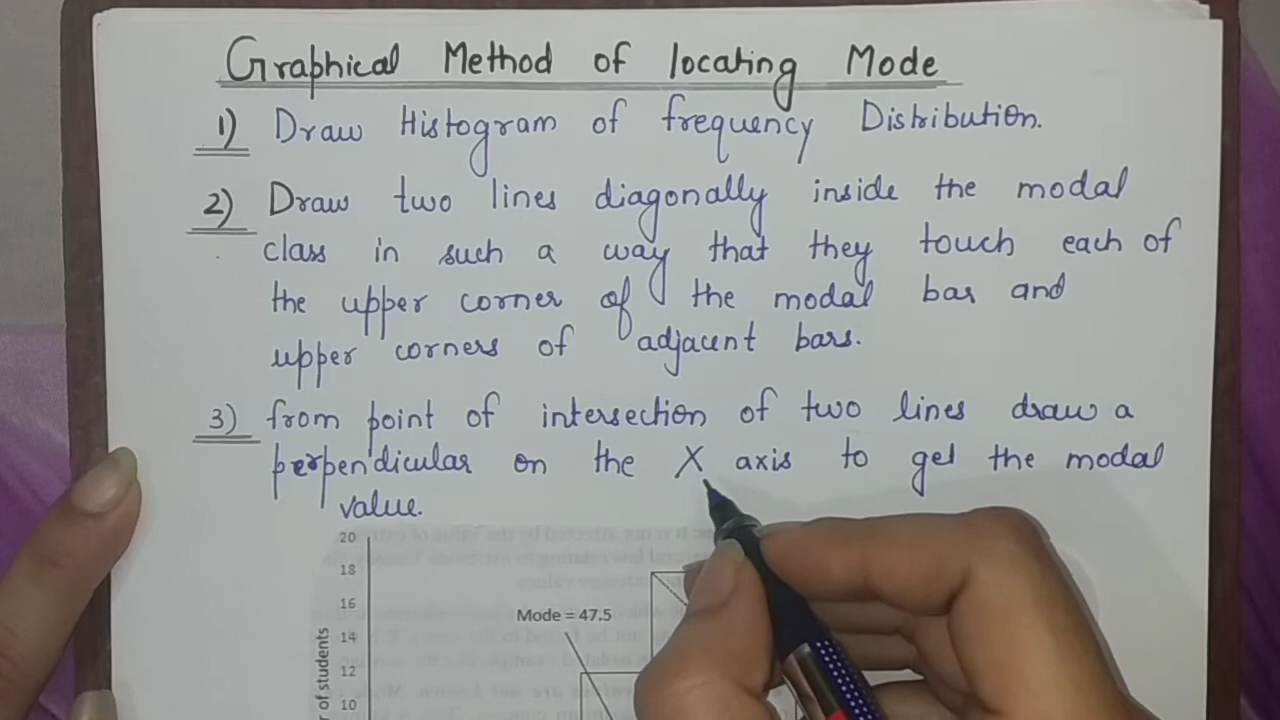 Graphical Method of locating Mode
1) Draw Histogram of frequency Distribution.
2) Draw two lines diagonally inside the modal
class in such a way that they touch each of
the upper corner of the modal bar and
upper corners of adjacent bars.
3) from point of intersection of two lines draw a
perpendicular on the X axis to get the modal
value.
20
18
16
Mode = 47.5
14
12
10
r of students